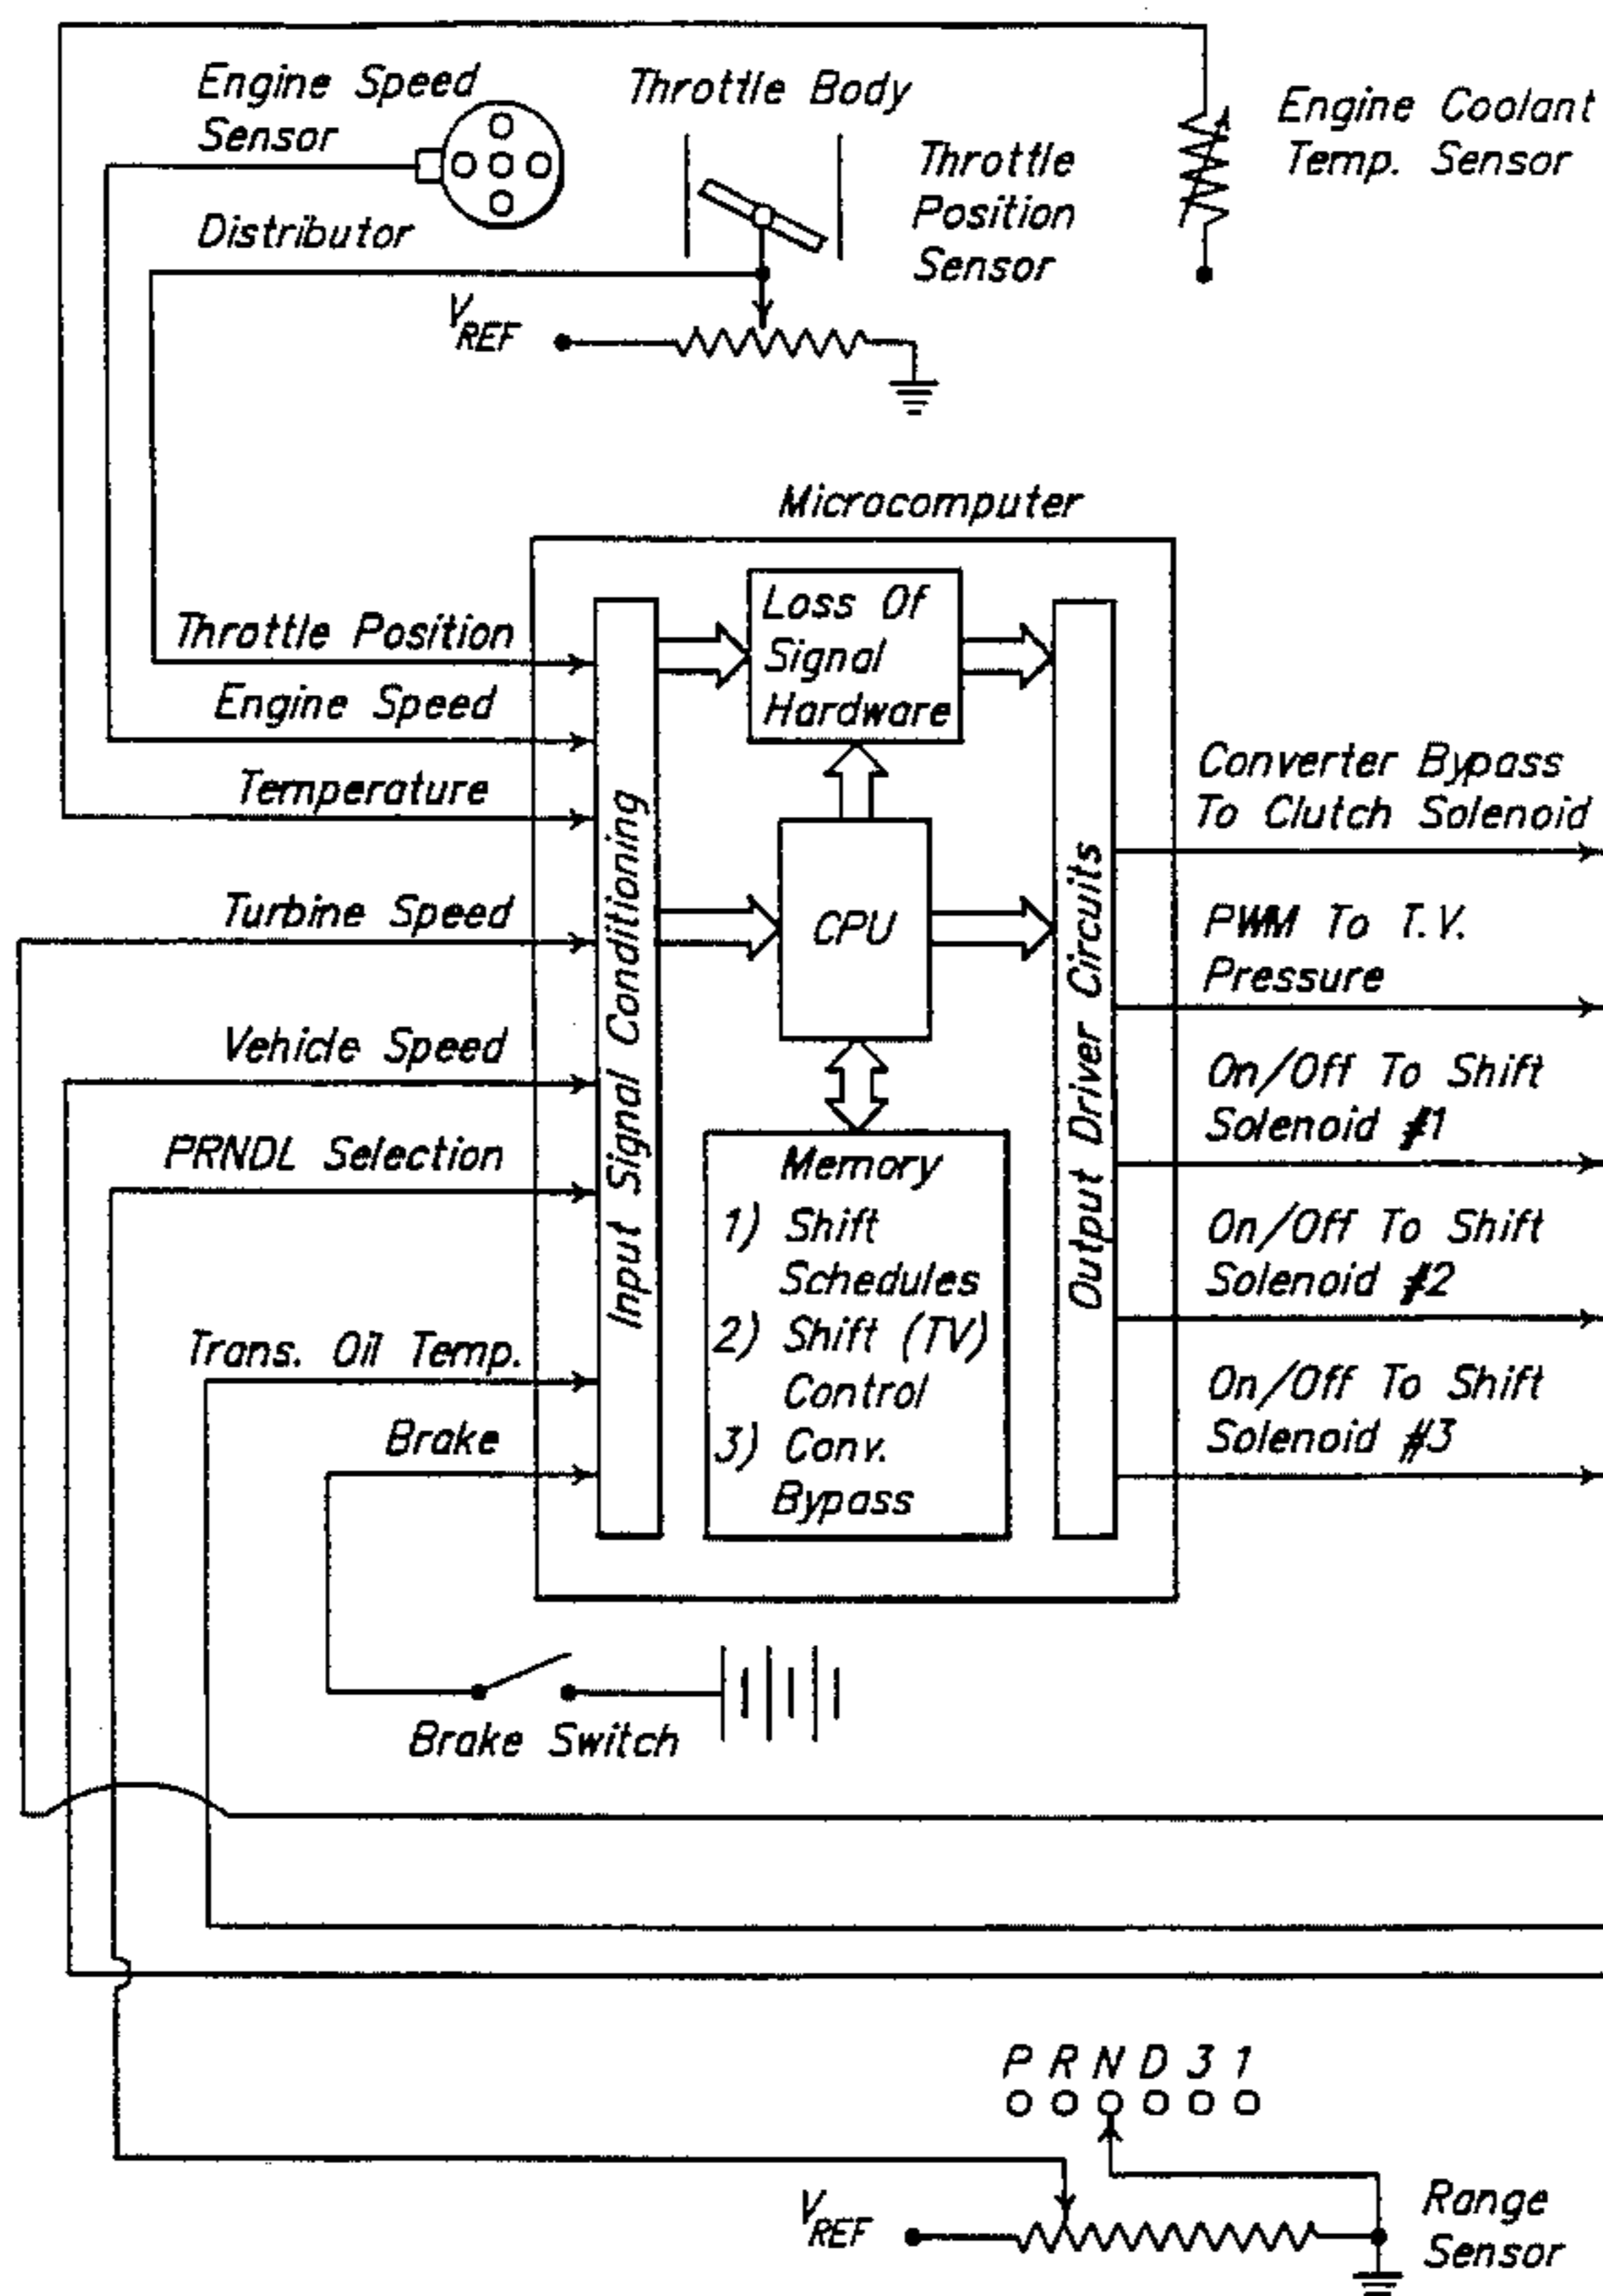 Engine Speed
Sensor
Distributor
Throttle Body
Throttle
Position
Sensor
Engine Coolant
Temp. Sensor
VREF
Microcomputer
Throttle Position
Engine Speed
Temperature
Turbine Speed
Vehicle Speed
PRNDL Selection
Trans. Oil Temp.
Brake
Input Signal Conditioning
Loss Of
Signal
Hardware
CPU
Memory
1) Shift
Schedules
2) Shift (TV)
Control
3) Conv.
Bypass
Output Driver Circuits
Converter Bypass
To Clutch Solenoid
PWM To T.V.
Pressure
On/Off To Shift
Solenoid #1
On/Off To Shift
Solenoid #2
On/Off To Shift
Solenoid #3
Brake Switch
P R N D 3 1
VREF
Range
Sensor